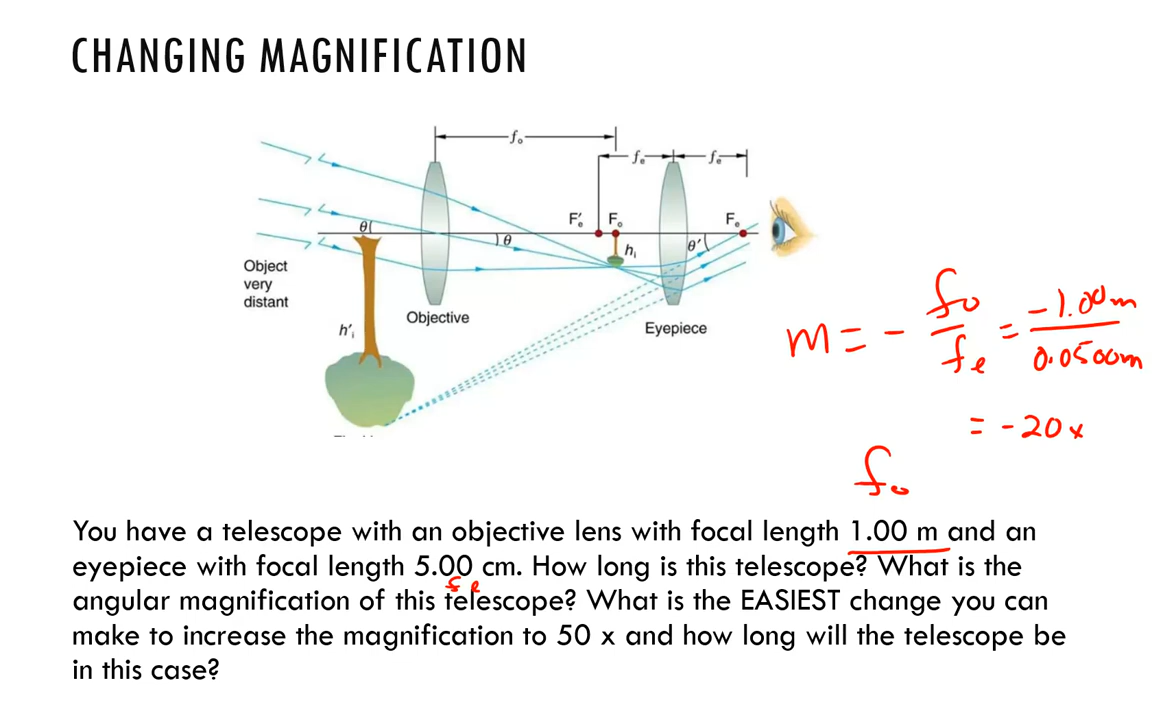 CHANGING MAGNIFICATION
fₒ
fₑ fₑ
F'ₑ Fₒ Fₑ
θ θ hᵢ θ'
Object
very
distant
Objective
Eyepiece
h'ᵢ
m = - fₒ/fₑ = -1.00m/0.0500m
= -20x
fₒ
You have a telescope with an objective lens with focal length 1.00 m and an
eyepiece with focal length 5.00 cm. How long is this telescope? What is the
fe
angular magnification of this telescope? What is the EASIEST change you can
make to increase the magnification to 50 x and how long will the telescope be
in this case?